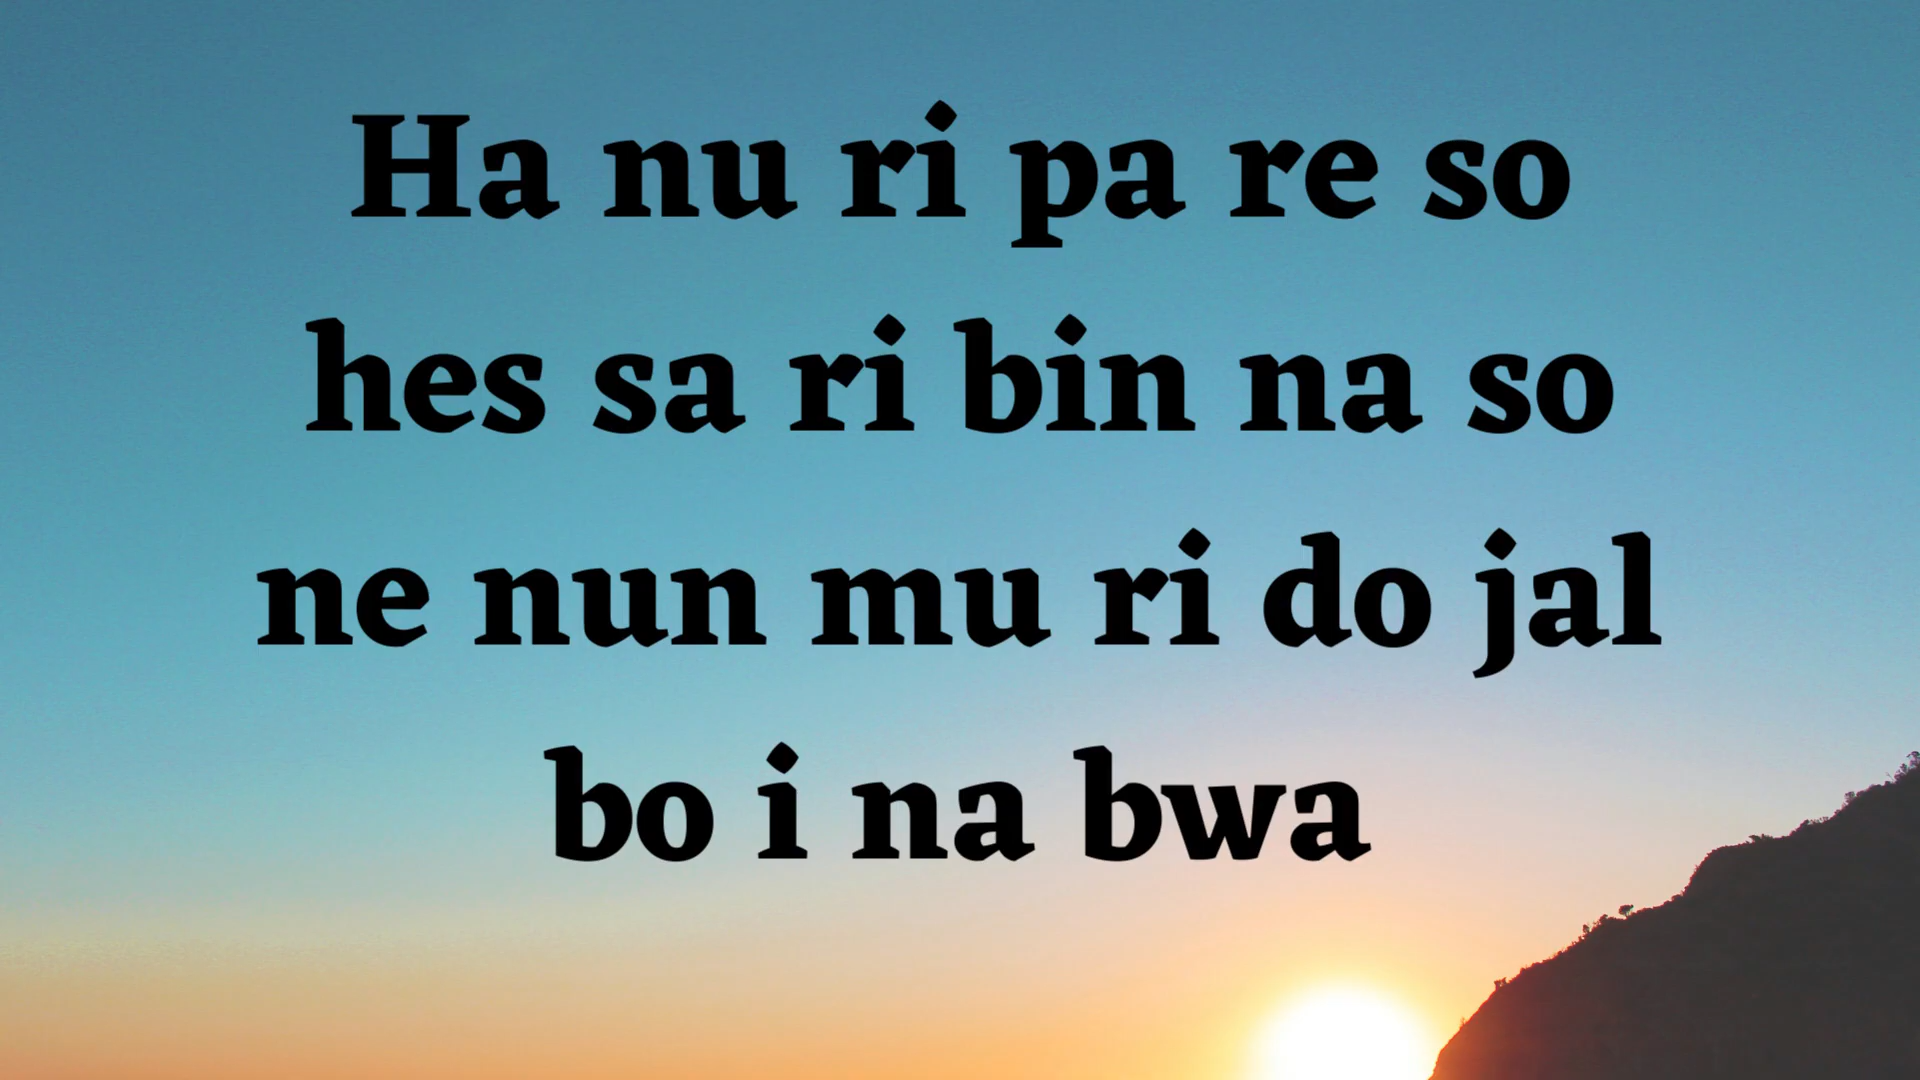 Ha nu ri pa re so
hes sa ri bin na so
ne nun mu ri do jal
bo i na bwa